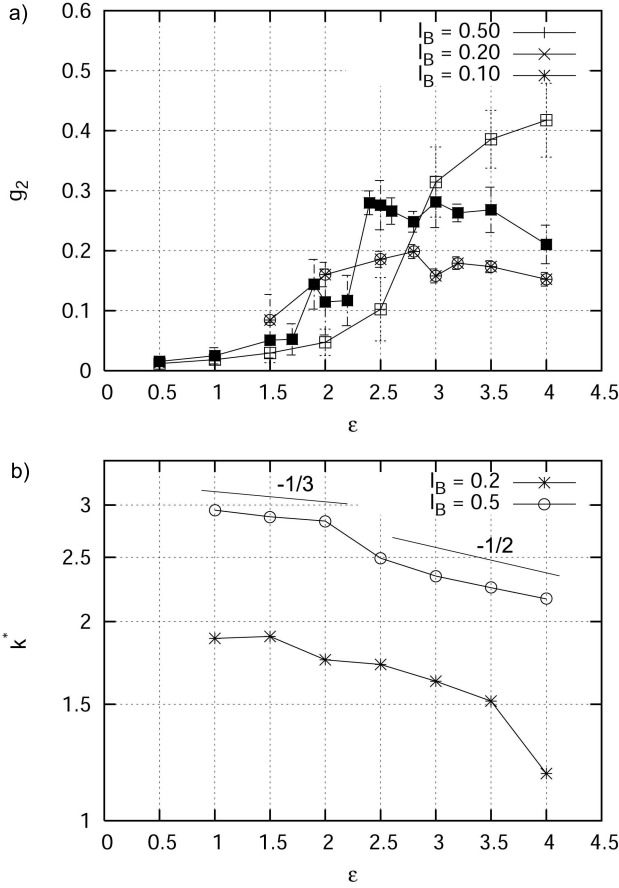 a)
0.6
0.5
0.4
0.3
0.2
0.1
0
g2
l_B = 0.50
l_B = 0.20
l_B = 0.10
0 0.5 1 1.5 2 2.5 3 3.5 4 4.5
ε
b)
3
2.5
2
1.5
1
k*
-1/3
-1/2
l_B = 0.2
l_B = 0.5
0 0.5 1 1.5 2 2.5 3 3.5 4 4.5
ε